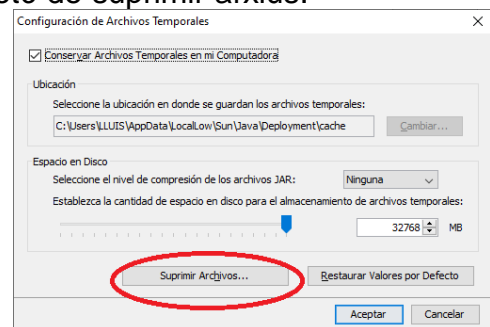 de suprimir arxius.
Configuración de Archivos Temporales
Conservar Archivos Temporales en mi Computadora
Ubicación
Seleccione la ubicación en donde se guardan los archivos temporales:
C:\Users\LLUIS\AppData\LocalLow\Sun\Java\Deployment\cache Cambiar...
Espacio en Disco
Seleccione el nivel de compresión de los archivos JAR: Ninguna
Establezca la cantidad de espacio en disco para el almacenamiento de archivos temporales:
32768 MB
Suprimir Archivos... Restaurar Valores por Defecto
Aceptar Cancelar